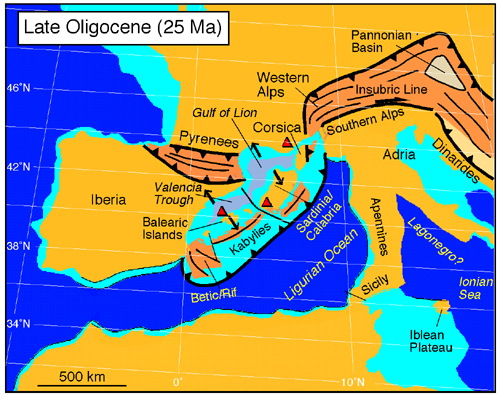 Late Oligocene (25 Ma)
Pannonian
Basin
Western
Alps
Insubric Line
46°N
Gulf of Lion
Corsica
Southern Alps
Pyrenees
Adria
Dinarides
42°N
Iberia
Valencia
Trough
Balearic
Islands
Sardinia/
Calabria
Kabylies
Apennines
Lagonegro?
38°N
Betic/Rif
Ligurian Ocean
Sicily
Ionian
Sea
34°N
Iblean
Plateau
500 km
0°
10°N